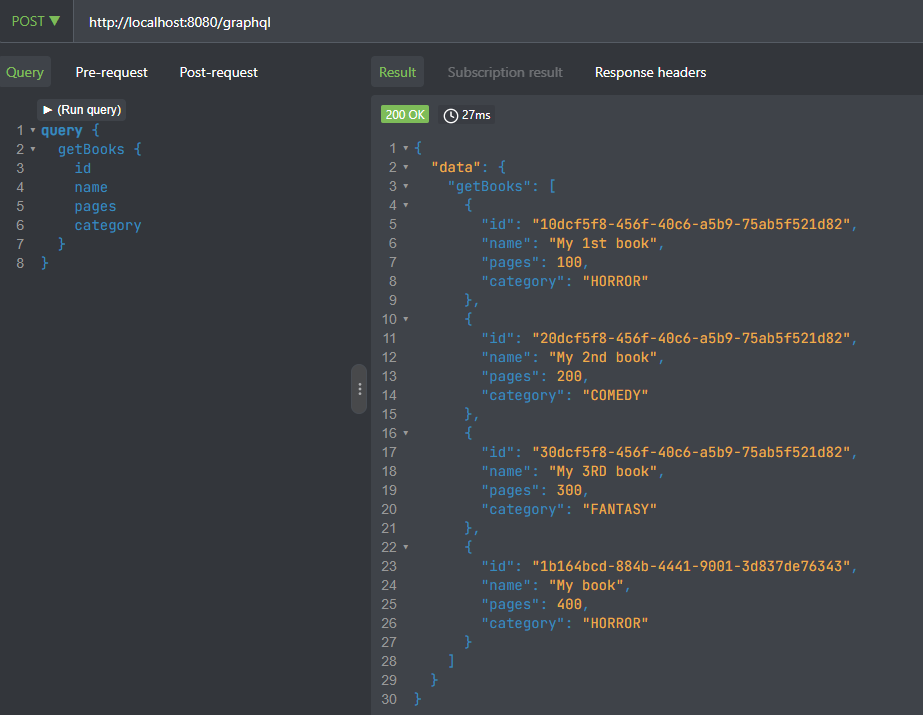 POST ▼ http://localhost:8080/graphql
Query Pre-request Post-request
▶ (Run query)
1 ▾ query {
2 ▾ getBooks {
3 id
4 name
5 pages
6 category
7 }
8 }
Result Subscription result Response headers
200 OK 27ms
1 ▾ {
2 ▾ "data": {
3 ▾ "getBooks": [
4 ▾ {
5 "id": "10dcf5f8-456f-40c6-a5b9-75ab5f521d82",
6 "name": "My 1st book",
7 "pages": 100,
8 "category": "HORROR"
9 },
10 ▾ {
11 "id": "20dcf5f8-456f-40c6-a5b9-75ab5f521d82",
12 "name": "My 2nd book",
13 "pages": 200,
14 "category": "COMEDY"
15 },
16 ▾ {
17 "id": "30dcf5f8-456f-40c6-a5b9-75ab5f521d82",
18 "name": "My 3RD book",
19 "pages": 300,
20 "category": "FANTASY"
21 },
22 ▾ {
23 "id": "1b164bcd-884b-4441-9001-3d837de76343",
24 "name": "My book",
25 "pages": 400,
26 "category": "HORROR"
27 }
28 ]
29 }
30 }